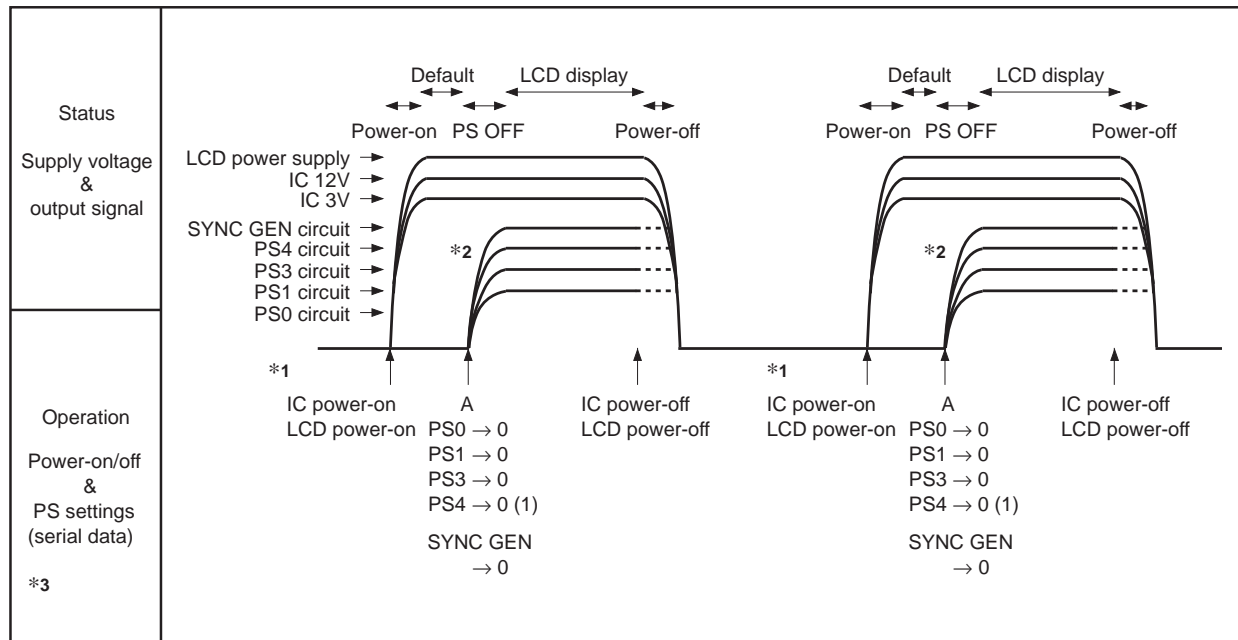 Status
Supply voltage
&
output signal
Default LCD display Default LCD display
Power-on PS OFF Power-off Power-on PS OFF Power-off
LCD power supply
IC 12V
IC 3V
SYNC GEN circuit
PS4 circuit
PS3 circuit
PS1 circuit
PS0 circuit
*2 *2
*1 *1
Operation
Power-on/off
&
PS settings
(serial data)
*3
IC power-on A IC power-off IC power-on A IC power-off
LCD power-on PS0 → 0 LCD power-off LCD power-on PS0 → 0 LCD power-off
PS1 → 0 PS1 → 0
PS3 → 0 PS3 → 0
PS4 → 0 (1) PS4 → 0 (1)
SYNC GEN SYNC GEN
→ 0 → 0